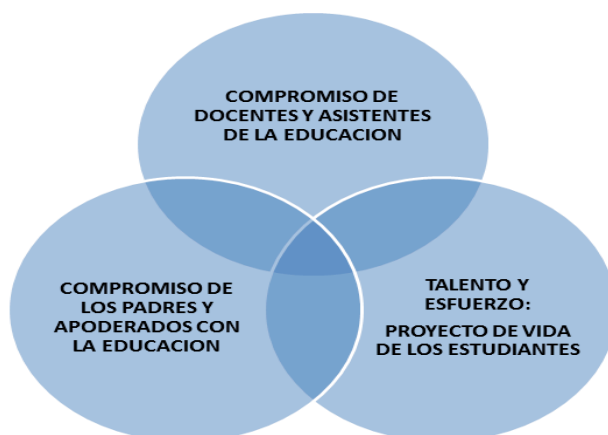 COMPROMISO DE
DOCENTES Y ASISTENTES
DE LA EDUCACION
COMPROMISO DE
LOS PADRES Y
APODERADOS CON
LA EDUCACION
TALENTO Y
ESFUERZO:
PROYECTO DE VIDA
DE LOS ESTUDIANTES